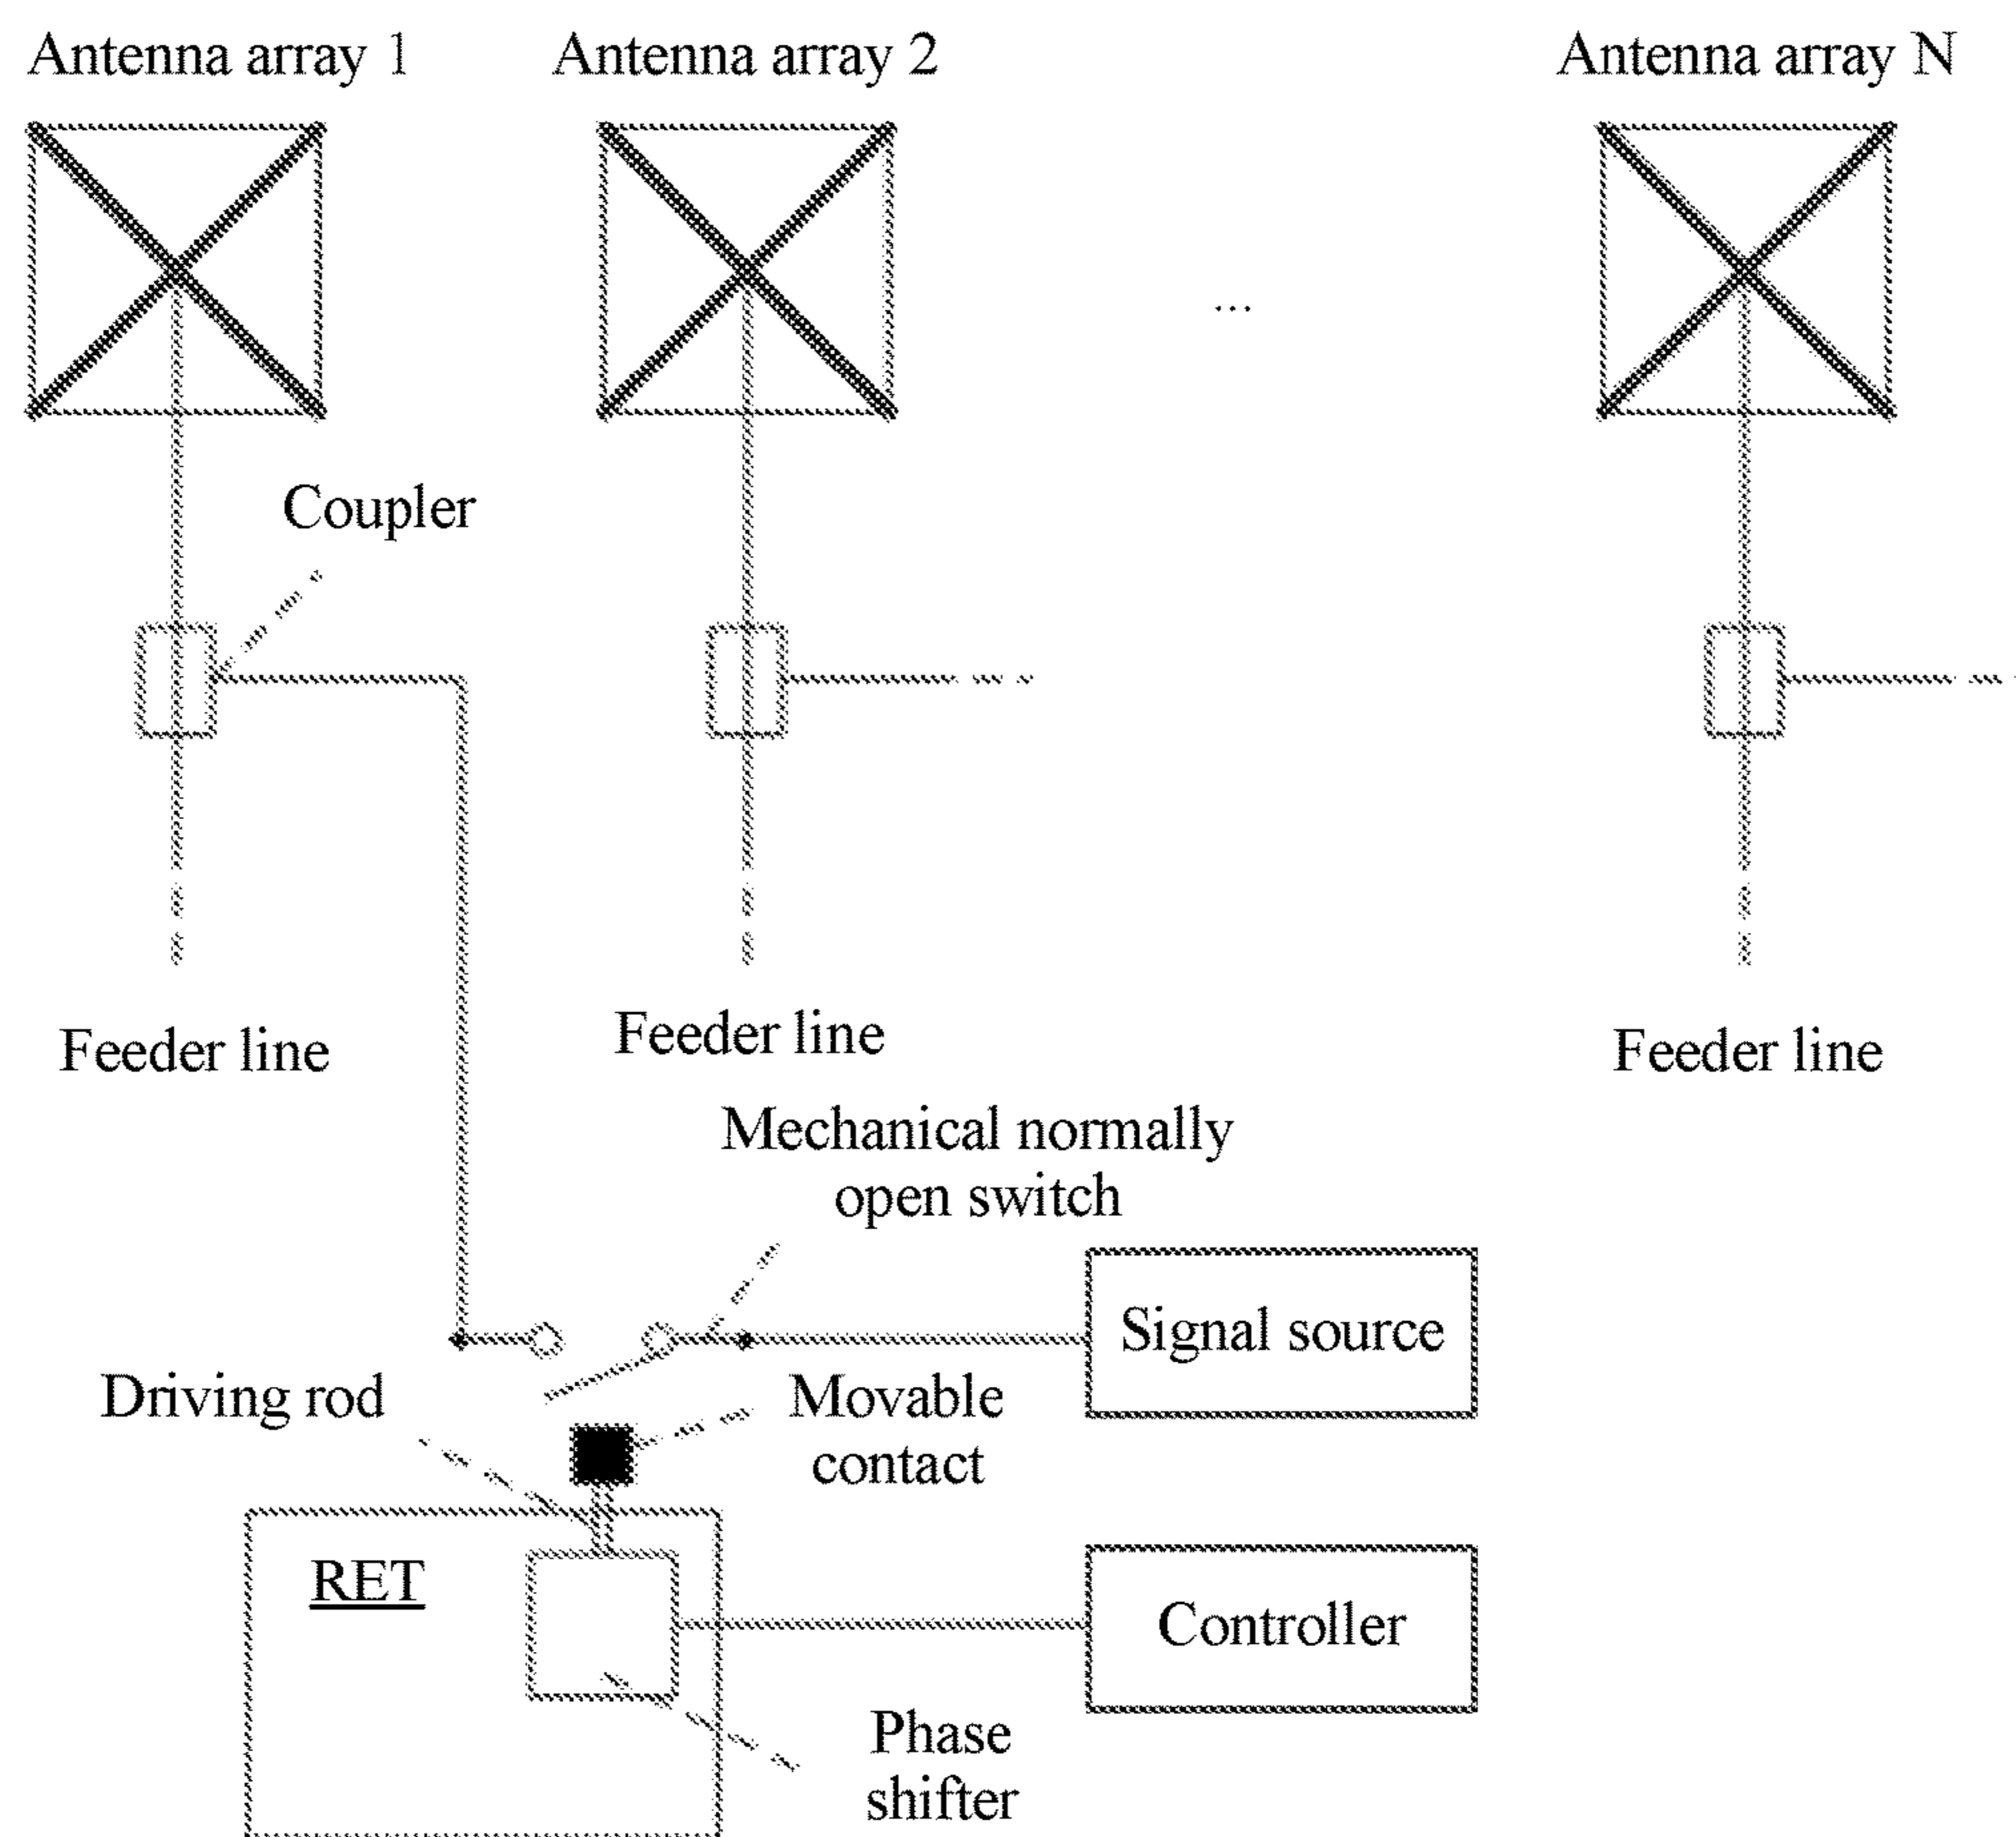 Antenna array 1
Antenna array 2
Antenna array N
...
Coupler
Feeder line
Feeder line
Feeder line
Mechanical normally
open switch
Signal source
Driving rod
Movable
contact
RET
Controller
Phase
shifter